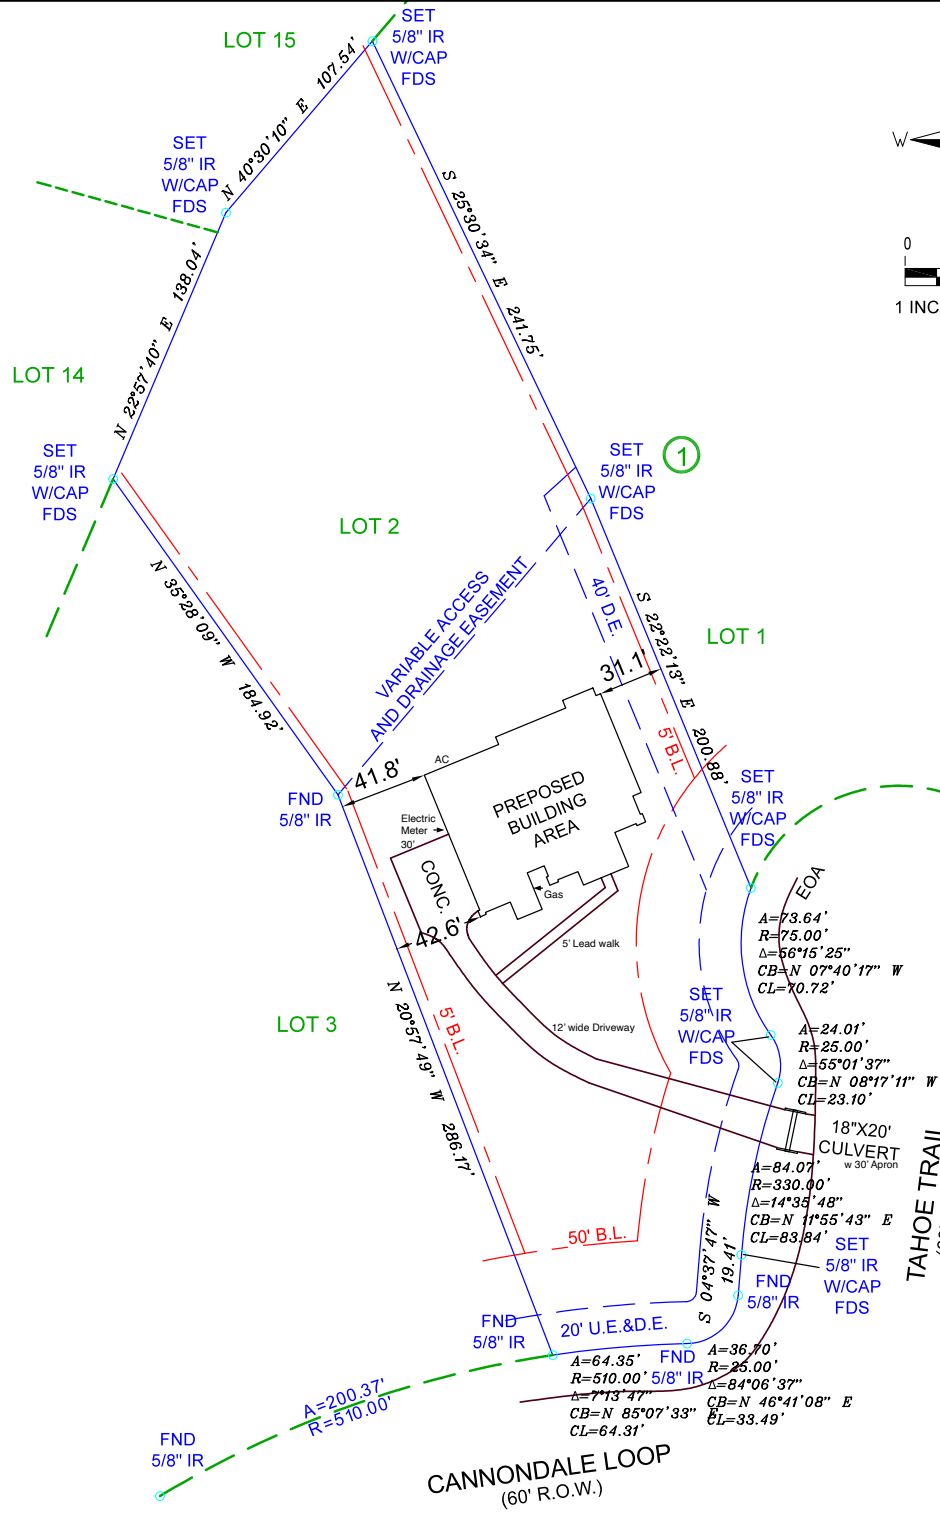 SET
5/8" IR
W/CAP
FDS
LOT 15
N 40°30'10" E 107.54'
SET
5/8" IR
W/CAP
FDS
W
0
1 INC
S 25°30'34" E 241.75'
N 22°57'40" E 138.04'
LOT 14
SET
5/8" IR
W/CAP
FDS
SET
5/8" IR
W/CAP
FDS
1
LOT 2
N 35°28'09" W 184.92'
VARIABLE ACCESS
AND DRAINAGE EASEMENT
40' D.E.
S 22°22'13" E 200.88'
LOT 1
31.1'
5' B.L.
41.8'
AC
FND
5/8" IR
PREPOSED
BUILDING
AREA
SET
5/8" IR
W/CAP
FDS
Electric
Meter
30'
CONC.
Gas
EOA
42.6'
5' Lead walk
A=73.64'
R=75.00'
Δ=56°15'25"
CB=N 07°40'17" W
CL=70.72'
LOT 3
N 20°57'49" W 286.17'
5' B.L.
12' wide Driveway
SET
5/8" IR
W/CAP
FDS
A=24.01'
R=25.00'
Δ=55°01'37"
CB=N 08°17'11" W
CL=23.10'
18"X20'
CULVERT
w 30' Apron
A=84.07'
R=330.00'
Δ=14°35'48"
CB=N 11°55'43" E
CL=83.84'
TAHOE TRAIL
S 04°37'47" W
19.41'
50' B.L.
SET
5/8" IR
W/CAP
FDS
FND
5/8" IR
FND
5/8" IR
20' U.E.&D.E.
FND
5/8" IR
A=64.35'
R=510.00'
Δ=7°13'47"
CB=N 85°07'33" E
CL=64.31'
A=36.70'
R=25.00'
Δ=84°06'37"
CB=N 46°41'08" E
CL=33.49'
A=200.37'
R=510.00'
FND
5/8" IR
CANNONDALE LOOP
(60' R.O.W.)